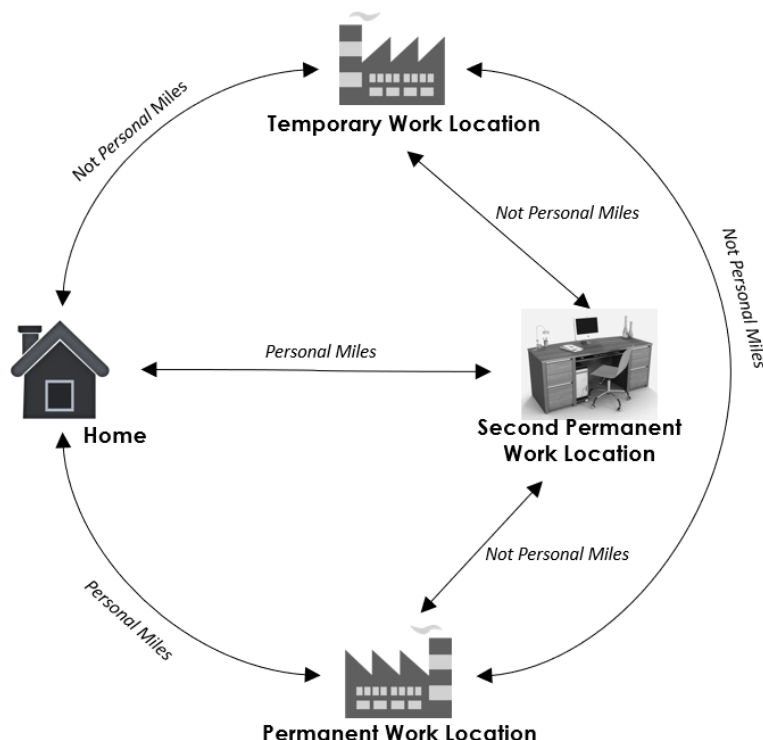 Temporary Work Location
Not Personal Miles
Not Personal Miles
Not Personal Miles
Personal Miles
Home
Second Permanent
Work Location
Not Personal Miles
Personal Miles
Permanent Work Location